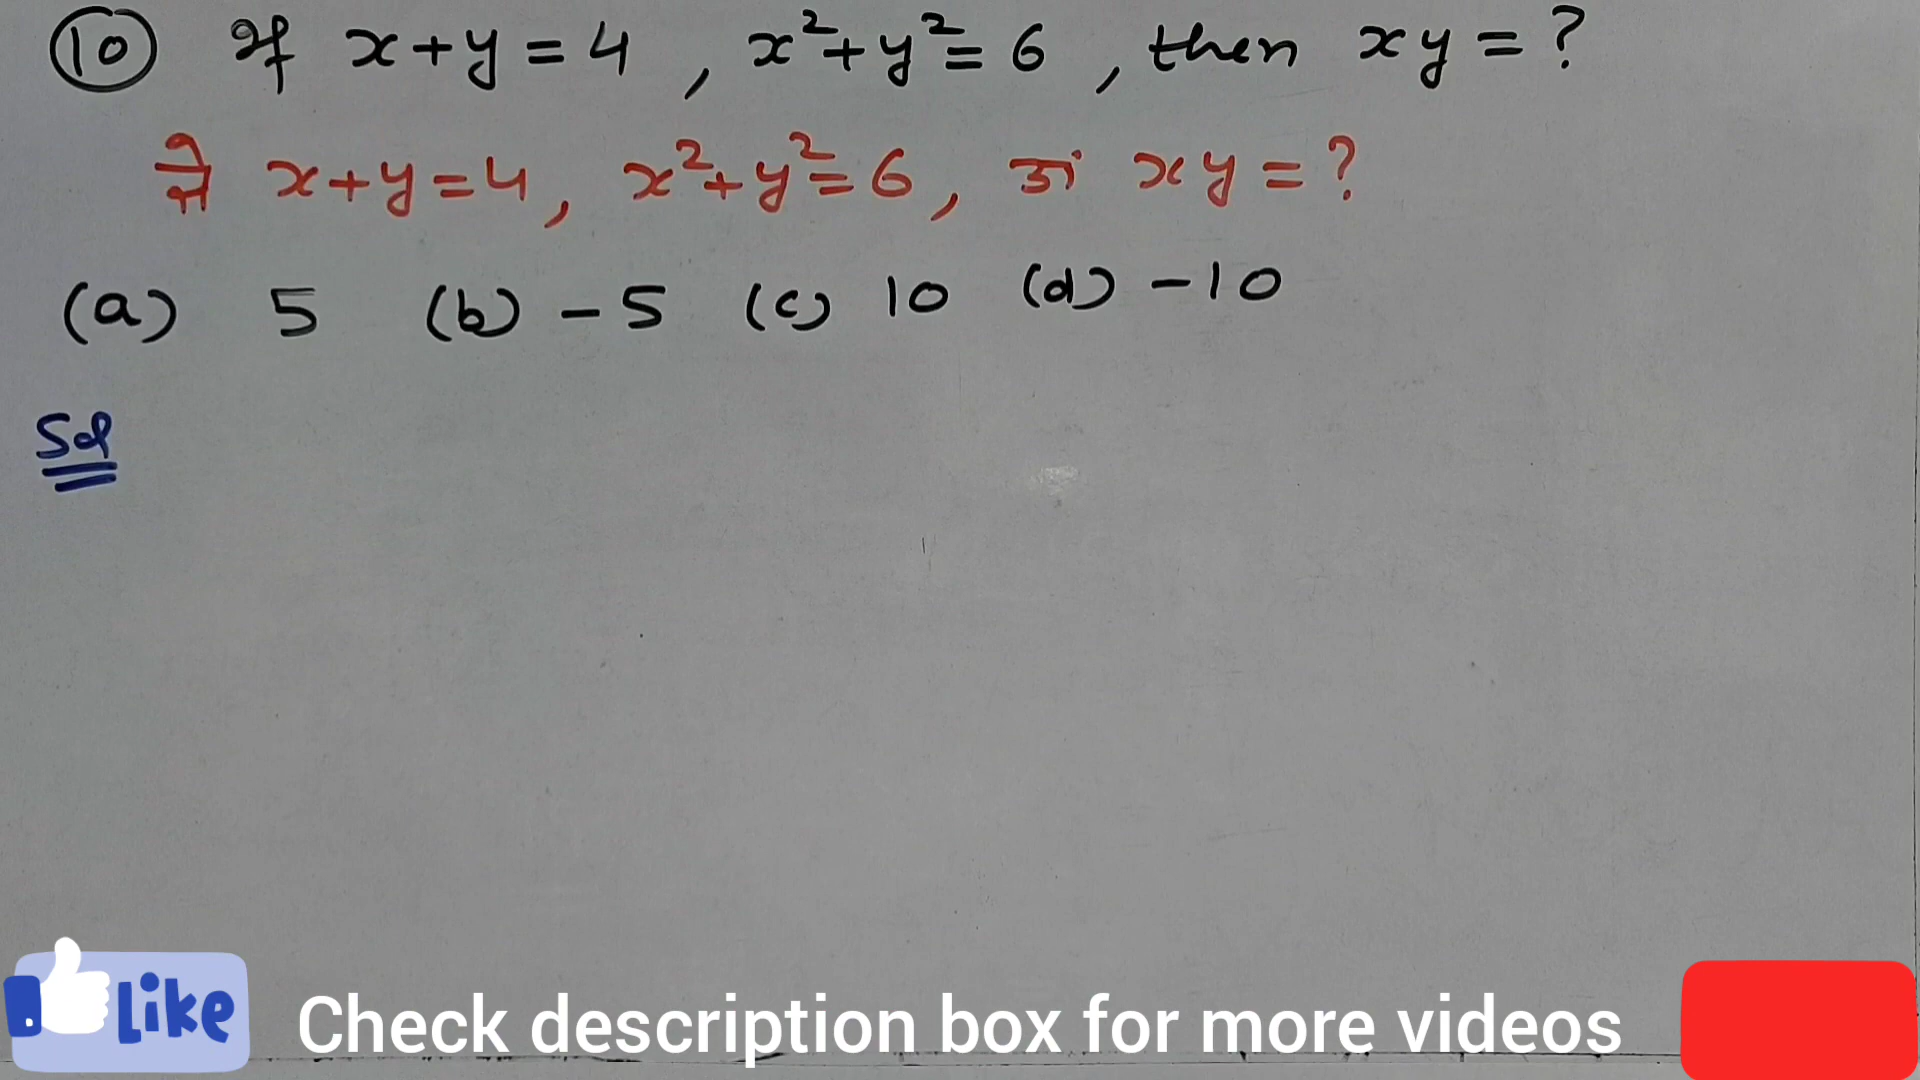 10 If x+y=4, x²+y²=6, then xy=?
ਜੇ x+y=4, x²+y²=6, ਤਾਂ xy=?
(a) 5 (b) -5 (c) 10 (d) -10
Sol
Like
Check description box for more videos